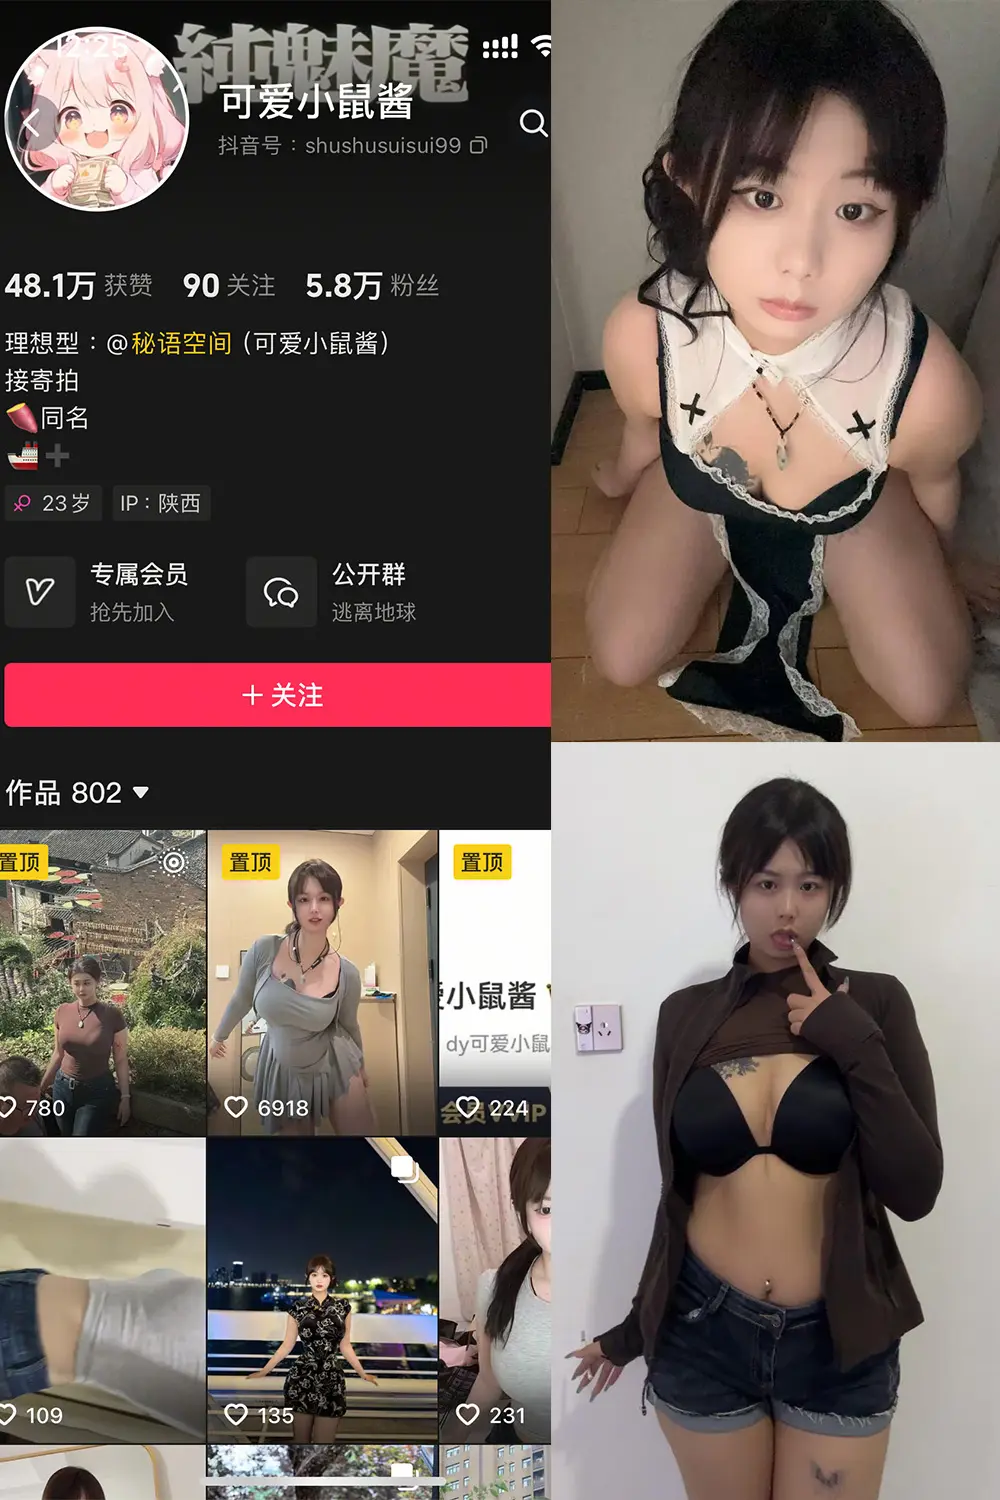 純魅魔
12:25
可爱小鼠酱
抖音号：shushusuisui99
48.1万 获赞 90 关注 5.8万 粉丝
理想型：@秘语空间（可爱小鼠酱）
接寄拍
🍠同名
🚢➕
23岁 IP：陕西
专属会员
抢先加入
公开群
逃离地球
＋ 关注
作品 802
置顶
置顶
置顶
小鼠酱
dy可爱小鼠
会员VVIP
780
6918
224
109
135
231